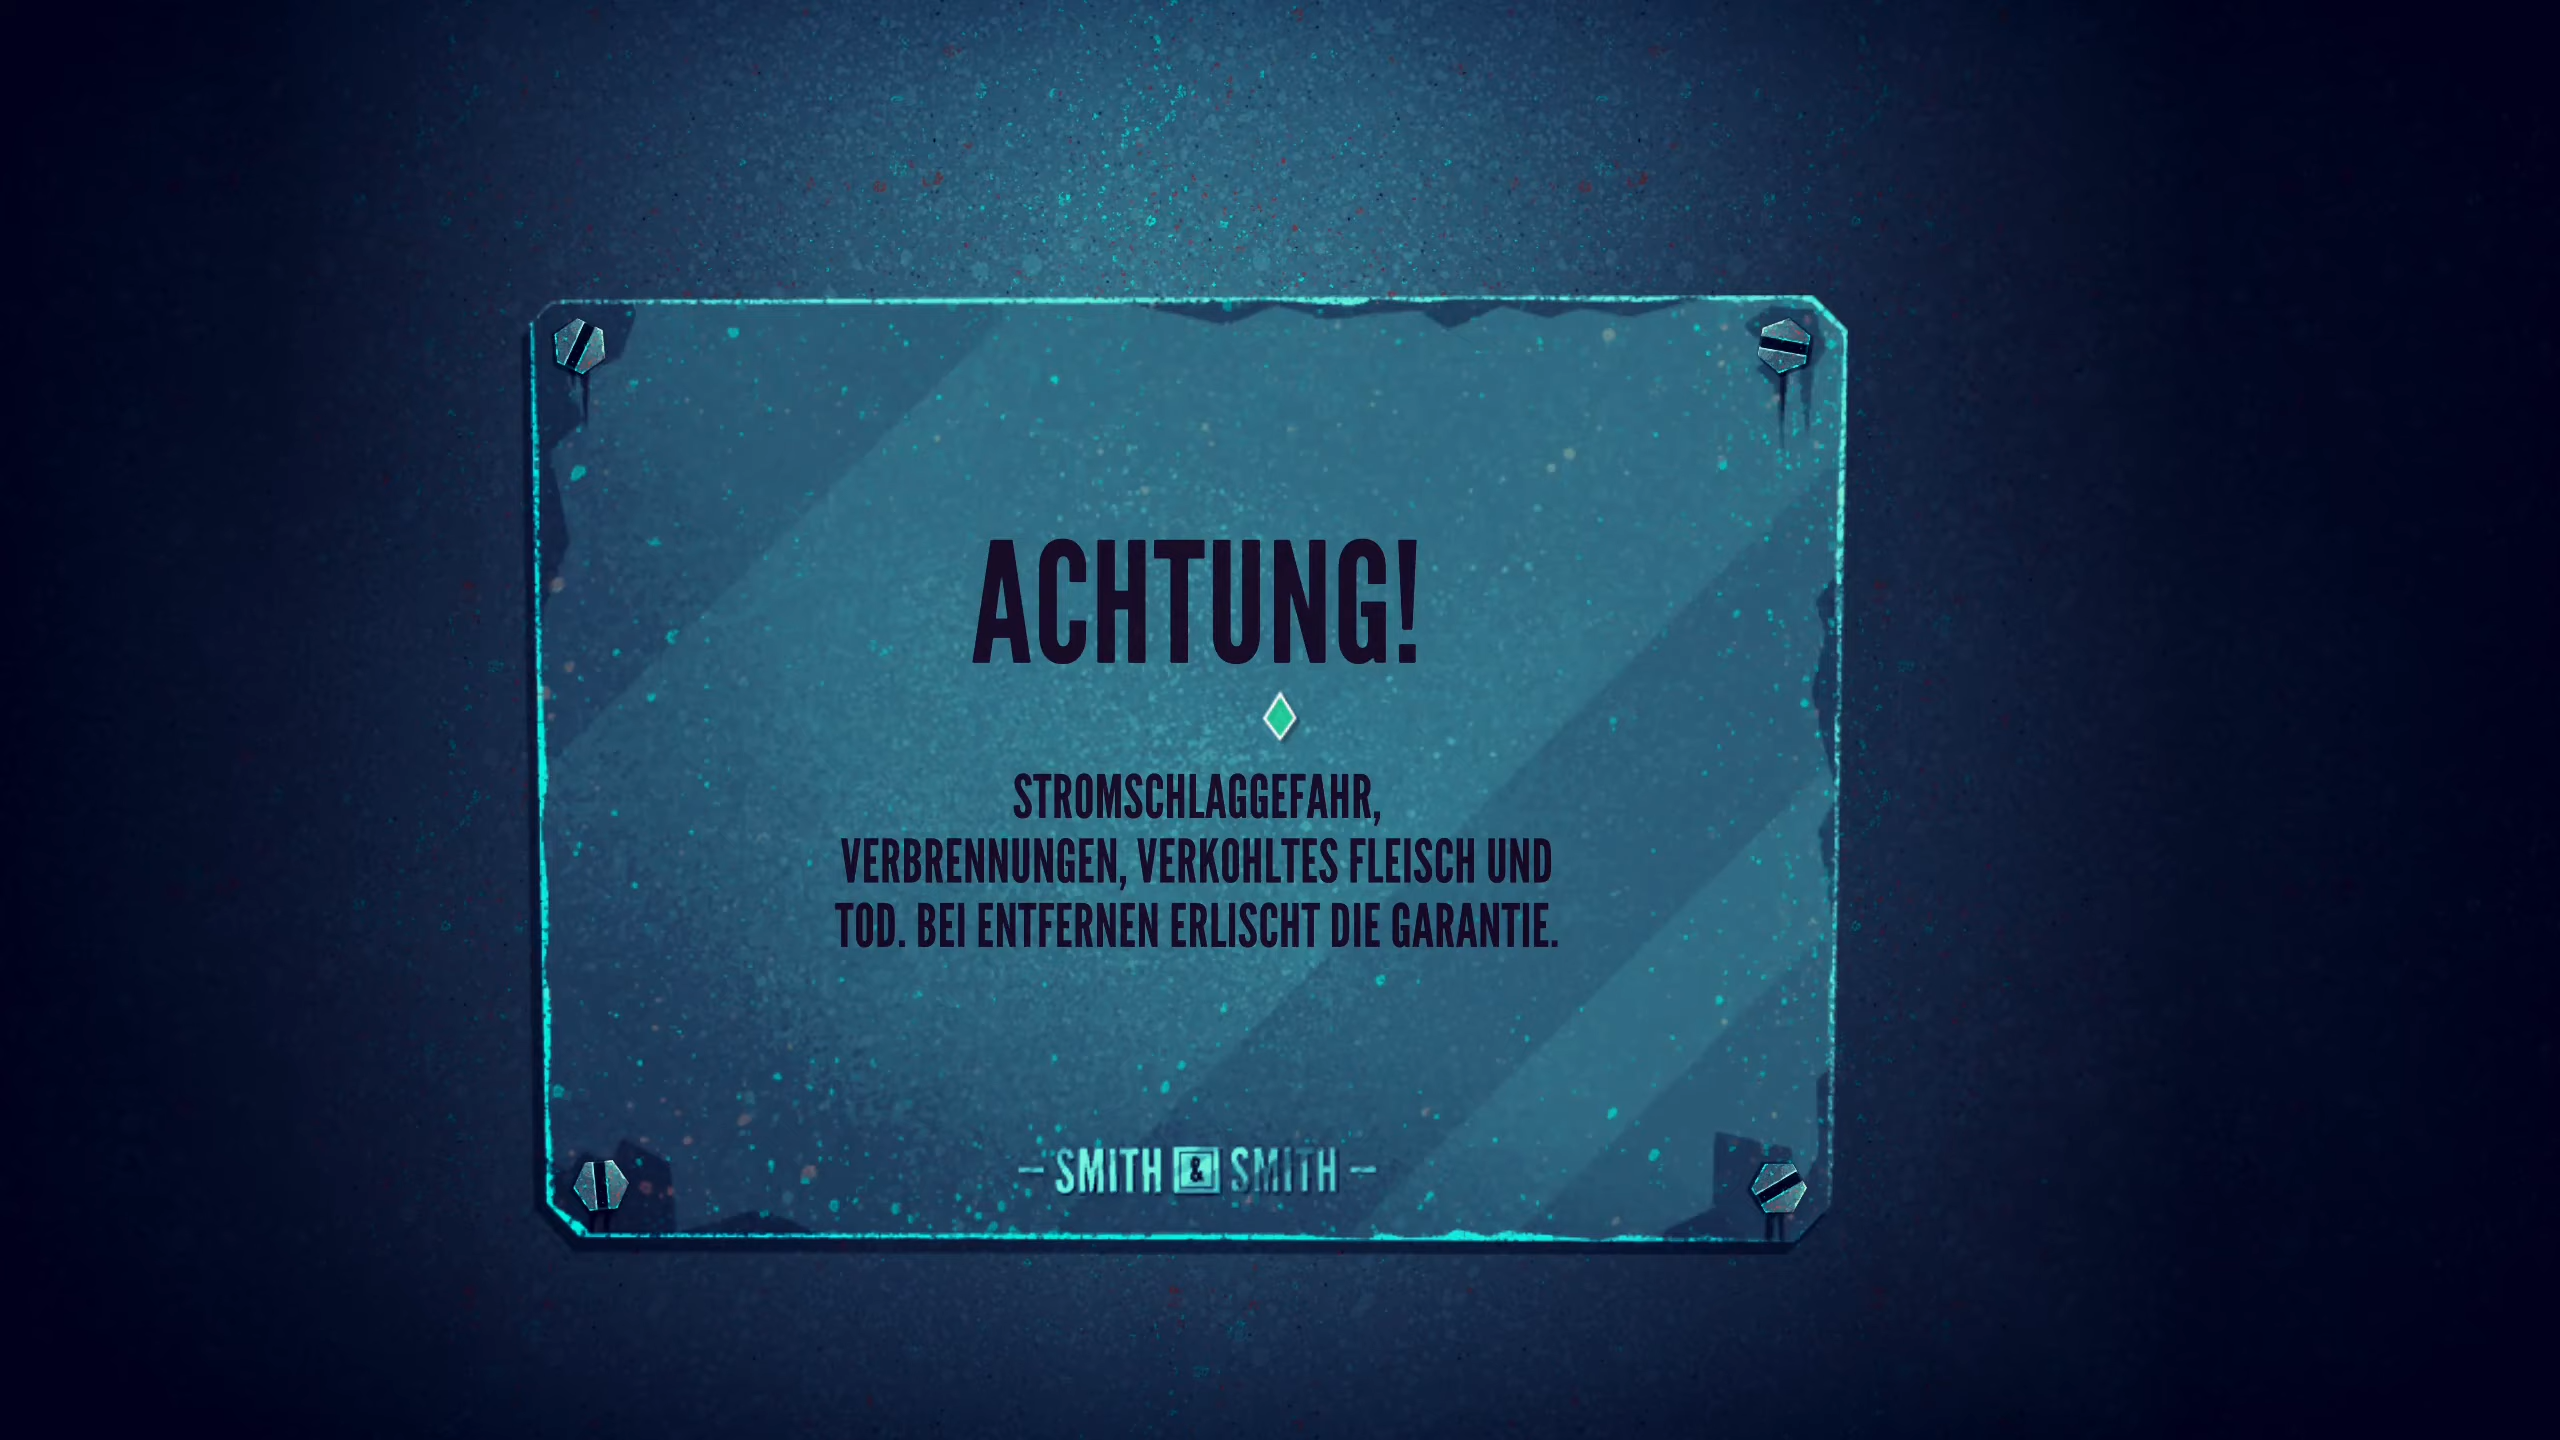 ACHTUNG!
STROMSCHLAGGEFAHR,
VERBRENNUNGEN, VERKOHLTES FLEISCH UND
TOD. BEI ENTFERNEN ERLISCHT DIE GARANTIE.
– SMITH & SMITH –